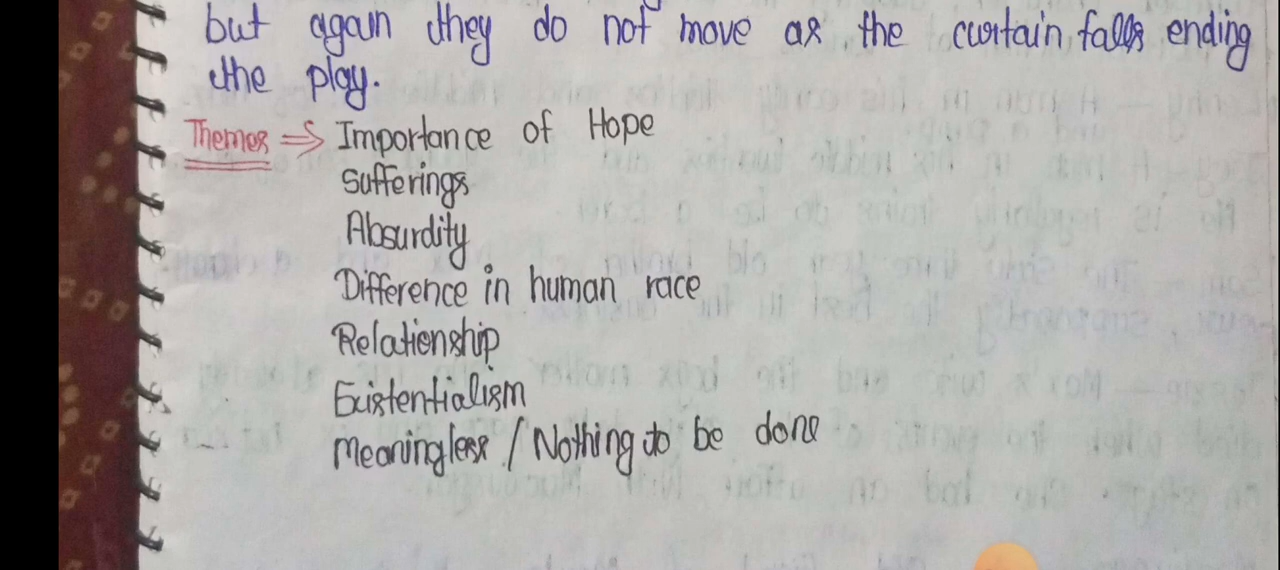 but again they do not move as the curtain falls ending
the play.
Themes ⇒ Importance of Hope
Sufferings
Absurdity
Difference in human race
Relationship
Existentialism
Meaningless / Nothing to be done